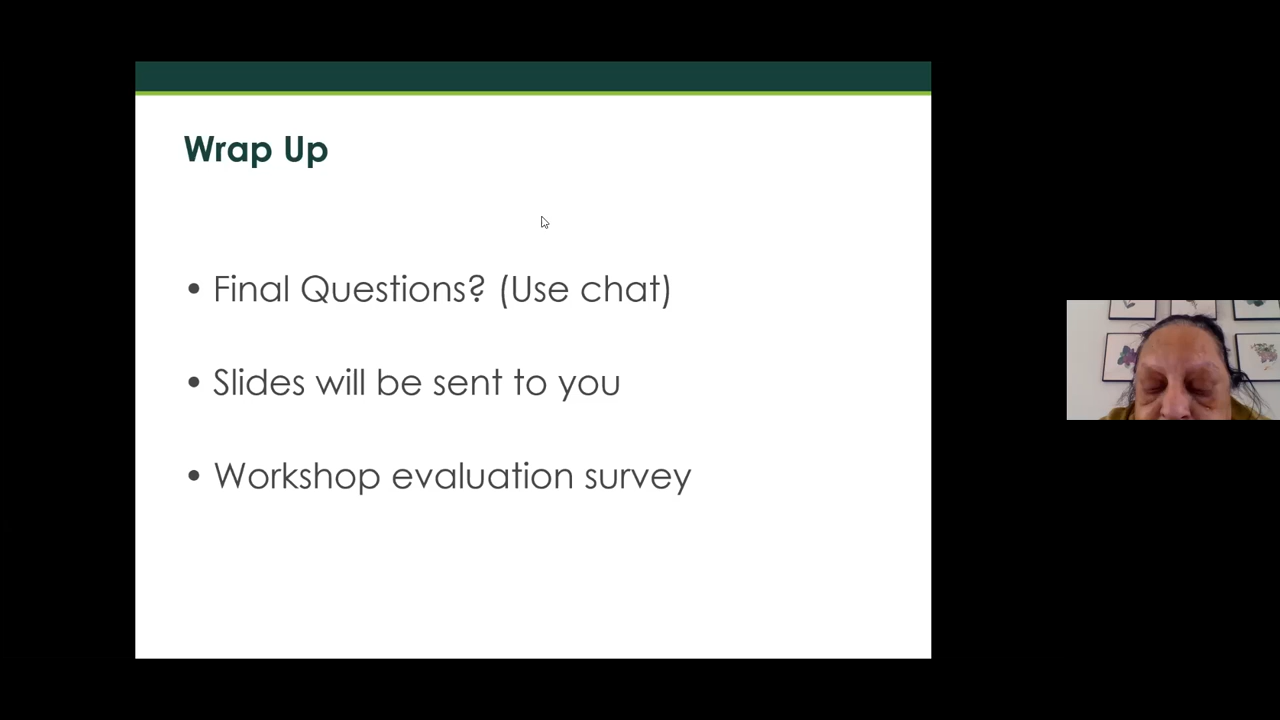 Wrap Up
• Final Questions? (Use chat)
• Slides will be sent to you
• Workshop evaluation survey